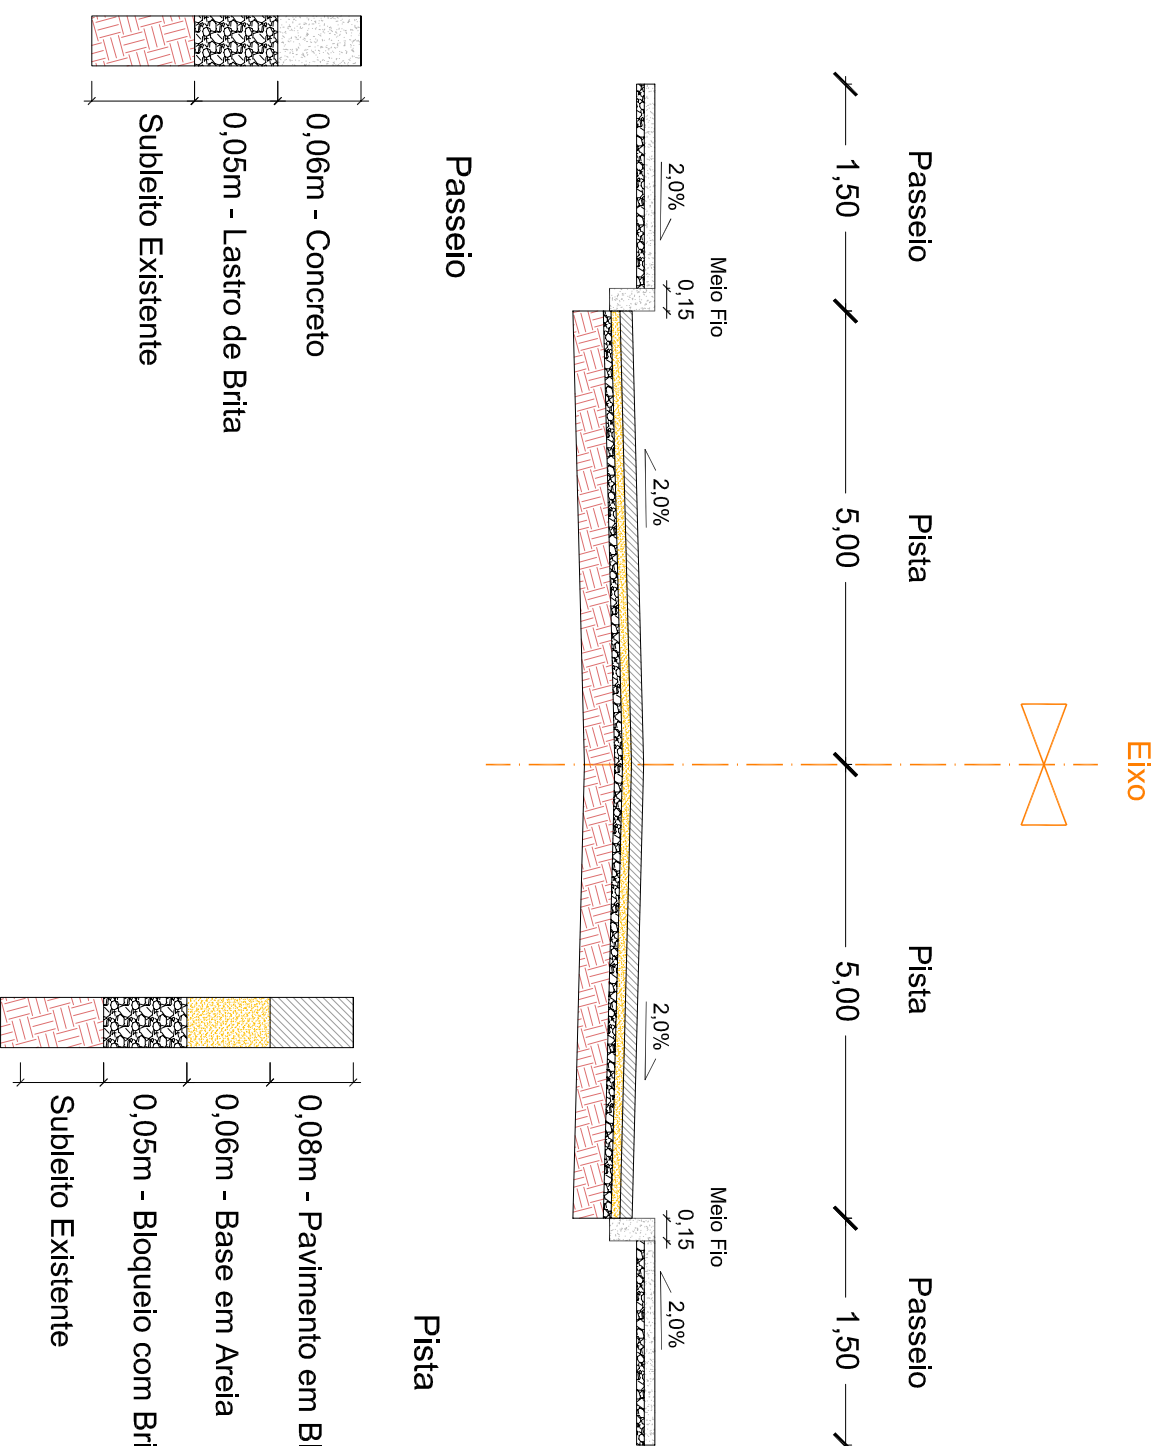 Eixo
Passeio
Pista
Pista
Passeio
1,50
5,00
5,00
1,50
Meio Fio
0,15
Meio Fio
0,15
2,0%
2,0%
2,0%
2,0%
Passeio
0,06m - Concreto
0,05m - Lastro de Brita
Subleito Existente
Pista
0,08m - Pavimento em
0,06m - Base em Areia
0,05m - Bloqueio com
Subleito Existente